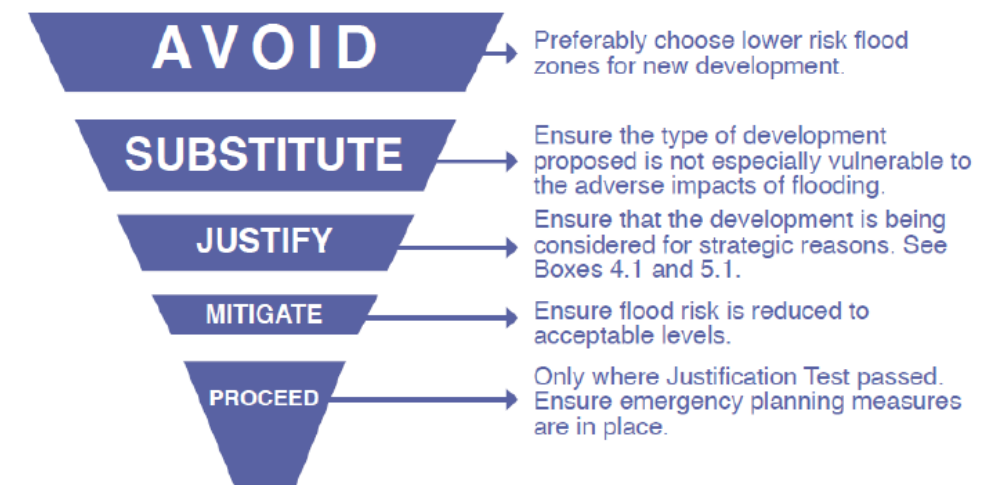 AVOID
Preferably choose lower risk flood
zones for new development.
SUBSTITUTE
Ensure the type of development
proposed is not especially vulnerable to
the adverse impacts of flooding.
JUSTIFY
Ensure that the development is being
considered for strategic reasons. See
Boxes 4.1 and 5.1.
MITIGATE
Ensure flood risk is reduced to
acceptable levels.
PROCEED
Only where Justification Test passed.
Ensure emergency planning measures
are in place.